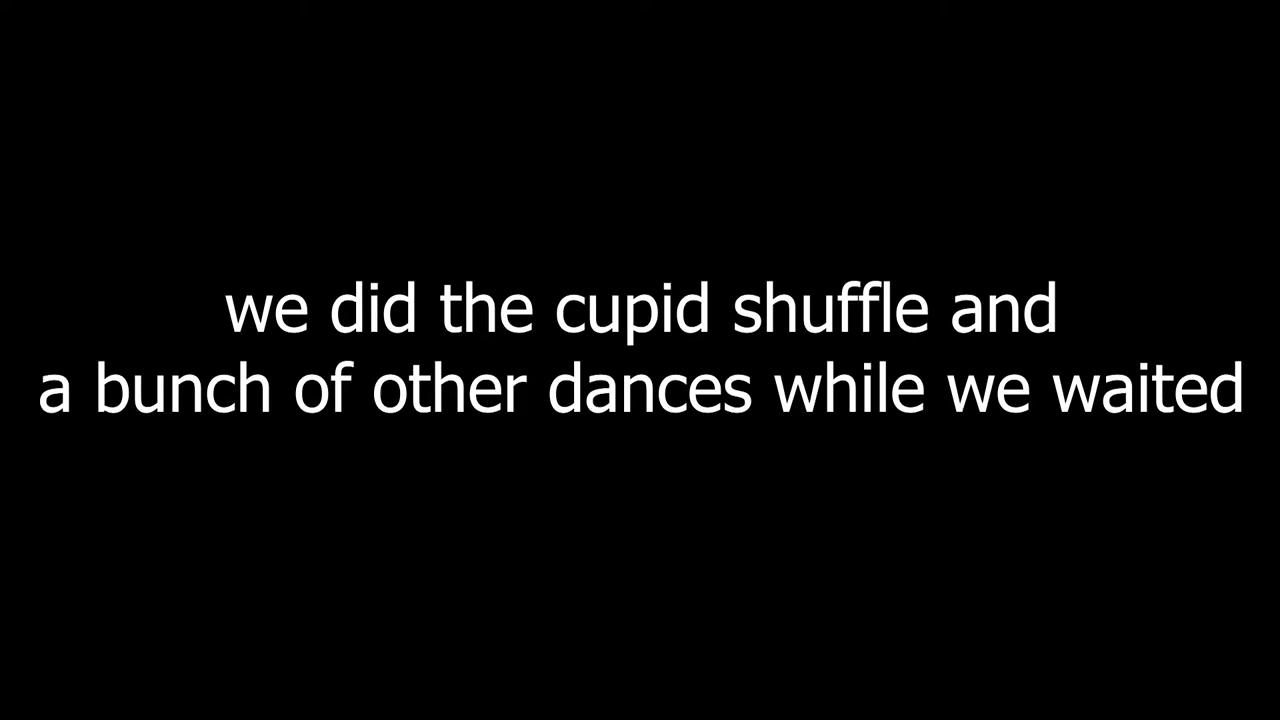 we did the cupid shuffle and
a bunch of other dances while we waited